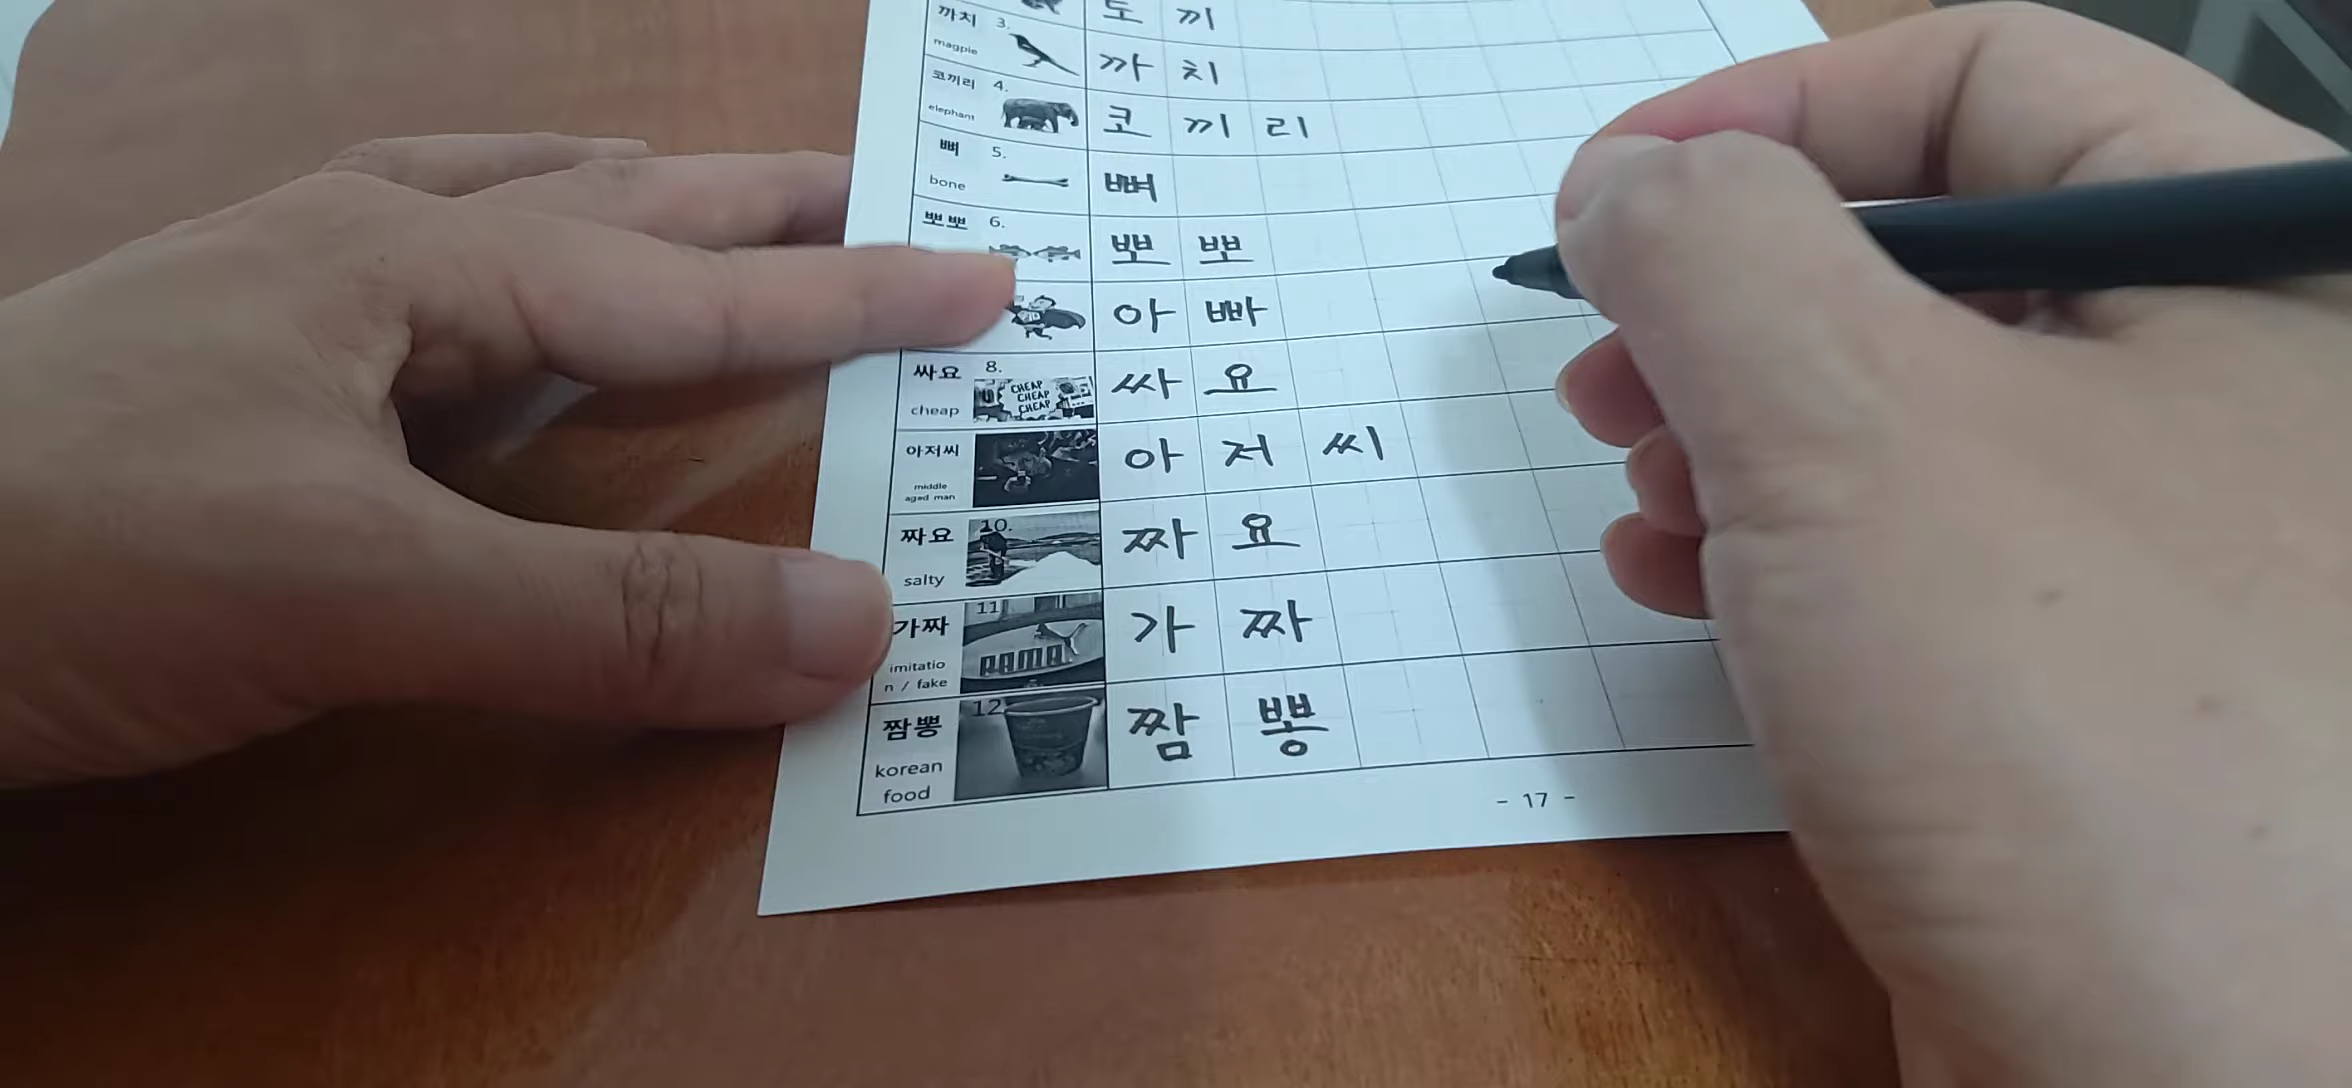 도 끼
까치 3. 까 치
magpie
코끼리 4. 코 끼 리
elephant
뼈 5. 뼈
bone
뽀뽀 6. 뽀 뽀
아 빠
싸요 8. 싸 요
CHEAP
CHEAP
CHEAP
cheap
아저씨 아 저 씨
middle
aged man
짜요 10. 짜 요
salty
가짜 11. 가 짜
PAMA
imitatio
n / fake
짬뽕 12. 짬 뽕
korean
food
- 17 -